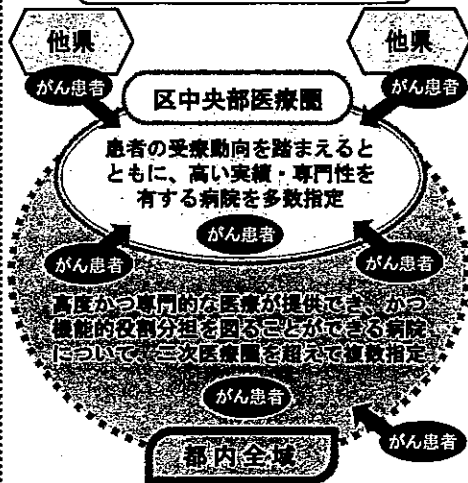 他県
他県
がん患者
がん患者
区中央部医療圏
患者の受療動向を踏まえると
ともに、高い実績・専門性を
有する病院を多数指定
がん患者
がん患者
がん患者
高度かつ専門的な医療が提供でき、かつ
機能的役割分担を図ることができる病院
について、二次医療圏を超えて複数指定
がん患者
がん患者
都内全域